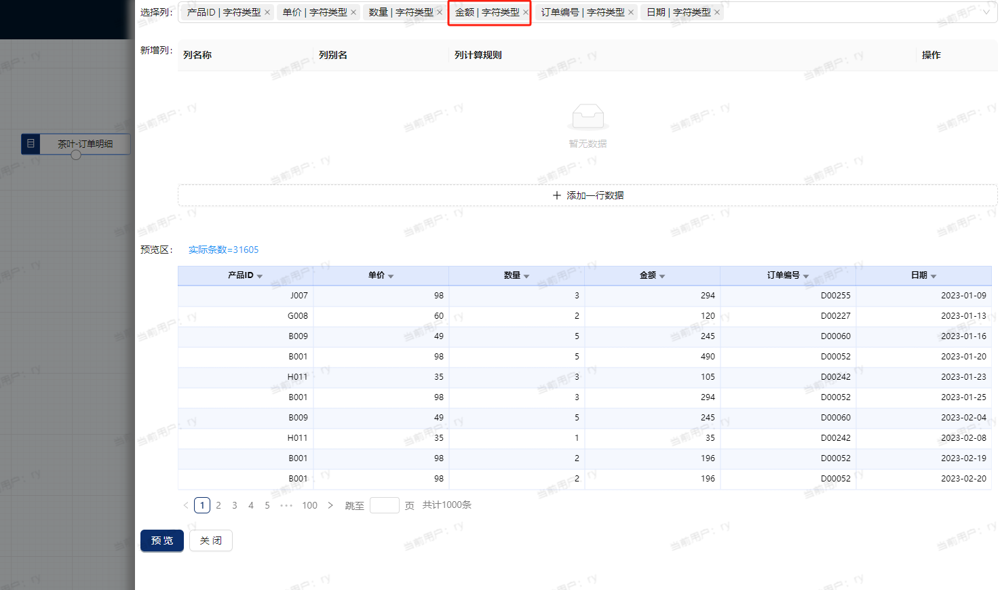 选择列： 产品ID | 字符类型 × 单价 | 字符类型 × 数量 | 字符类型 × 金额 | 字符类型 × 订单编号 | 字符类型 × 日期 | 字符类型 ×
新增列： 列名称 列别名 列计算规则 操作
茶叶-订单明细
暂无数据
+ 添加一行数据
预览区： 实际条数=31605
产品ID 单价 数量 金额 订单编号 日期
J007 98 3 294 D00255 2023-01-09
G008 60 2 120 D00227 2023-01-13
B009 49 5 245 D00060 2023-01-16
B001 98 5 490 D00052 2023-01-20
H011 35 3 105 D00242 2023-01-23
B001 98 3 294 D00052 2023-01-25
B009 49 5 245 D00060 2023-02-04
H011 35 1 35 D00242 2023-02-08
B001 98 2 196 D00052 2023-02-19
B001 98 2 196 D00052 2023-02-20
< 1 2 3 4 5 ••• 100 > 跳至 页 共计1000条
预 览 关 闭
当前用户：ry